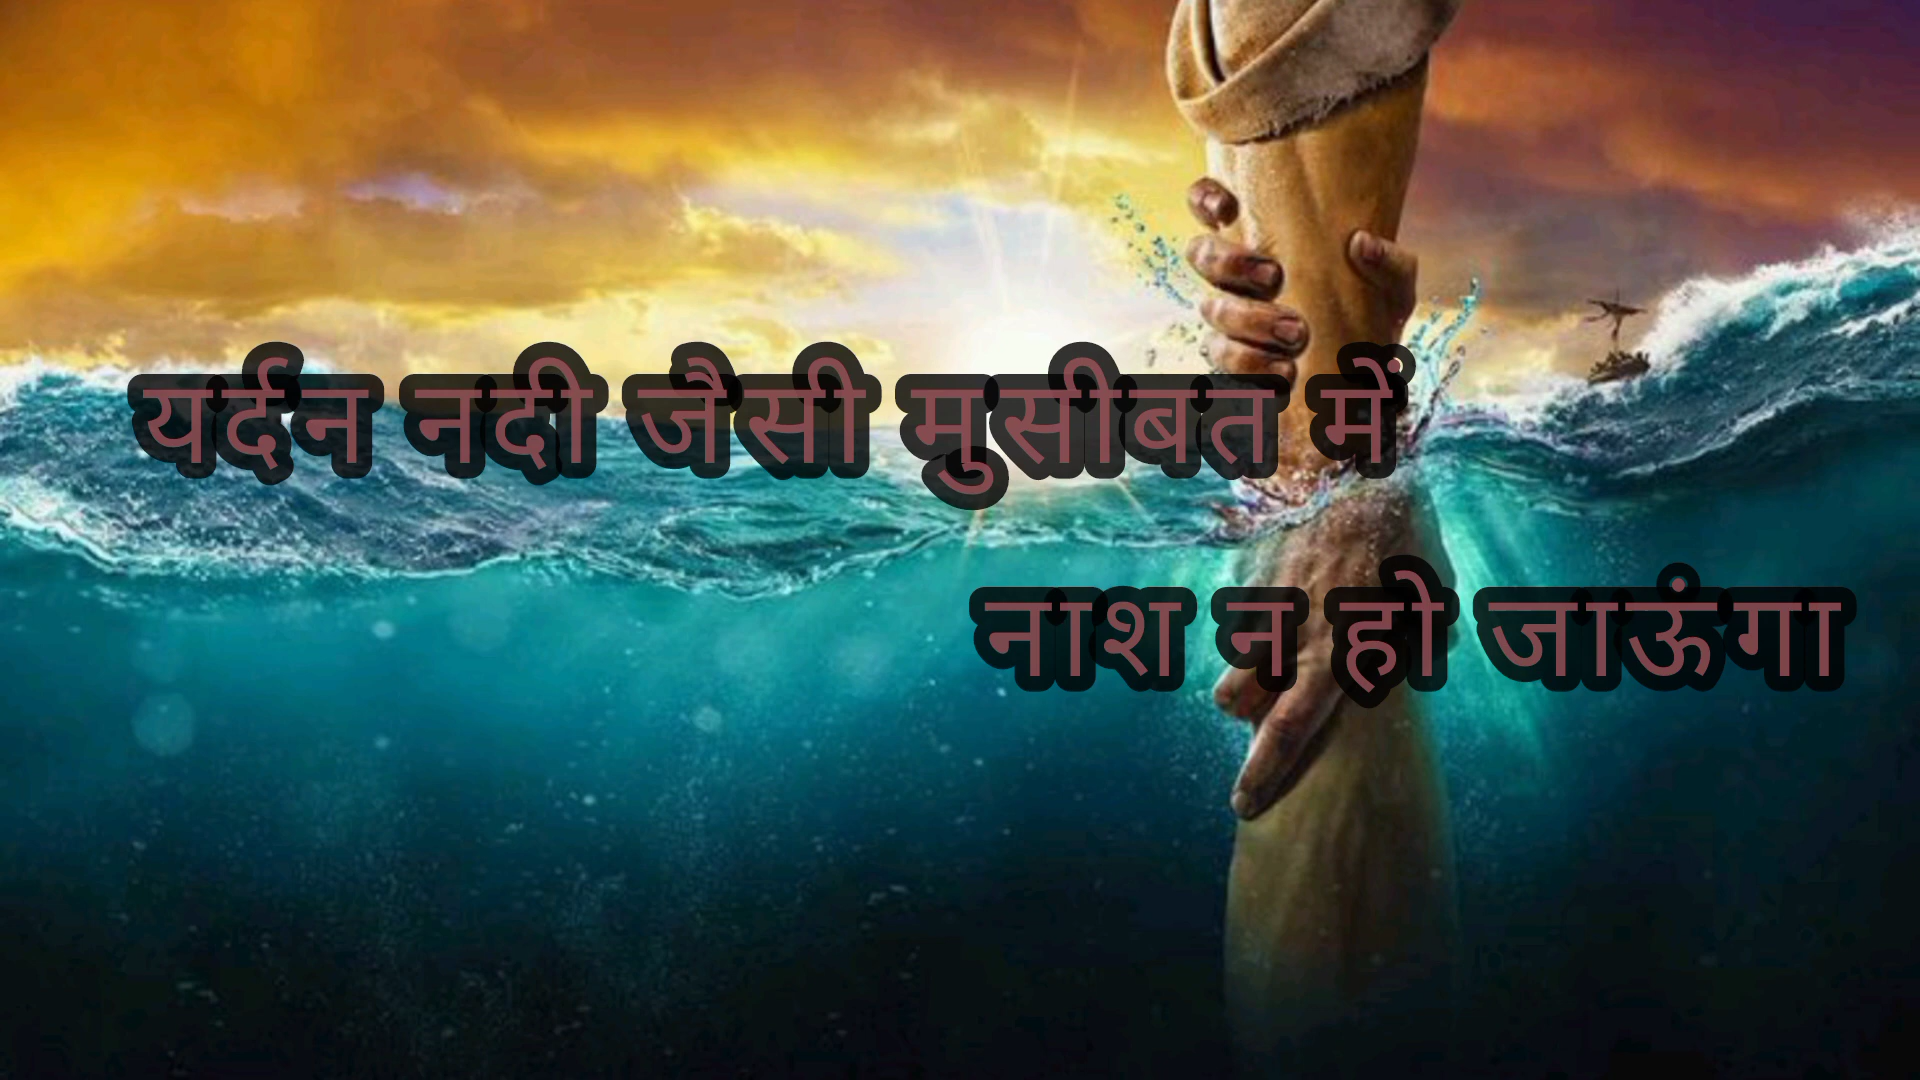 यर्दन नदी जैसी मुसीबत में
नाश न हो जाऊंगा